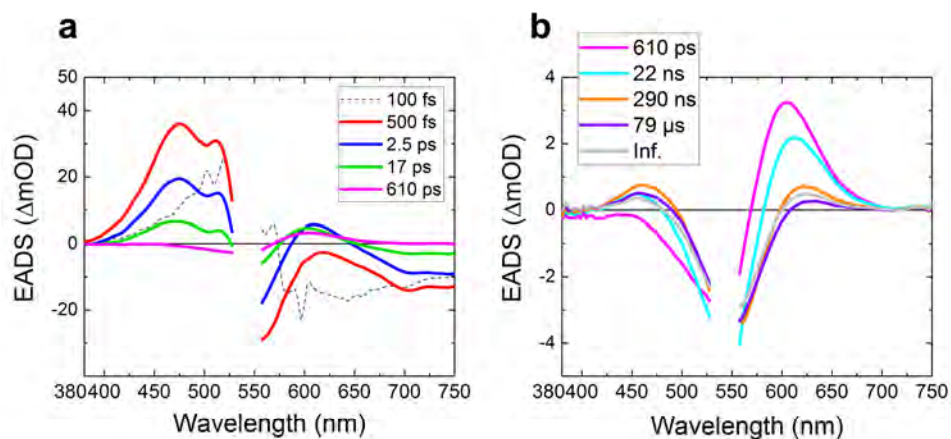 a
50
40
20
0
-20
380400 450 500 550 600 650 700 750
EADS (ΔmOD)
Wavelength (nm)
100 fs
500 fs
2.5 ps
17 ps
610 ps
b
4
2
0
-2
-4
380400 450 500 550 600 650 700 750
EADS (ΔmOD)
Wavelength (nm)
610 ps
22 ns
290 ns
79 µs
Inf.